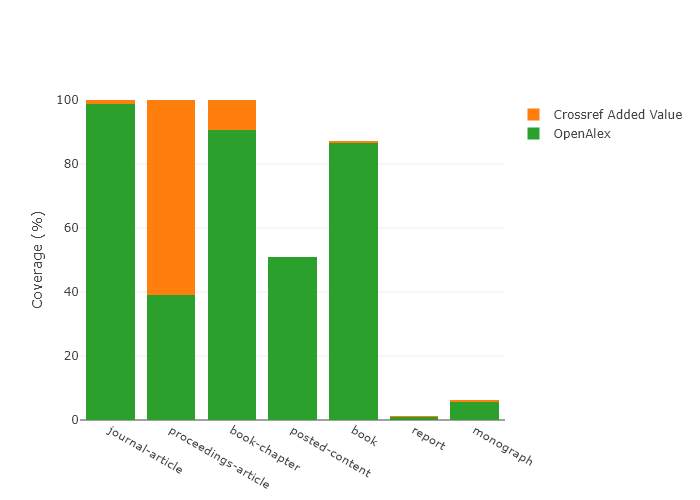 Crossref Added Value
OpenAlex
Coverage (%)
100
80
60
40
20
0
journal-article
proceedings-article
book-chapter
posted-content
book
report
monograph